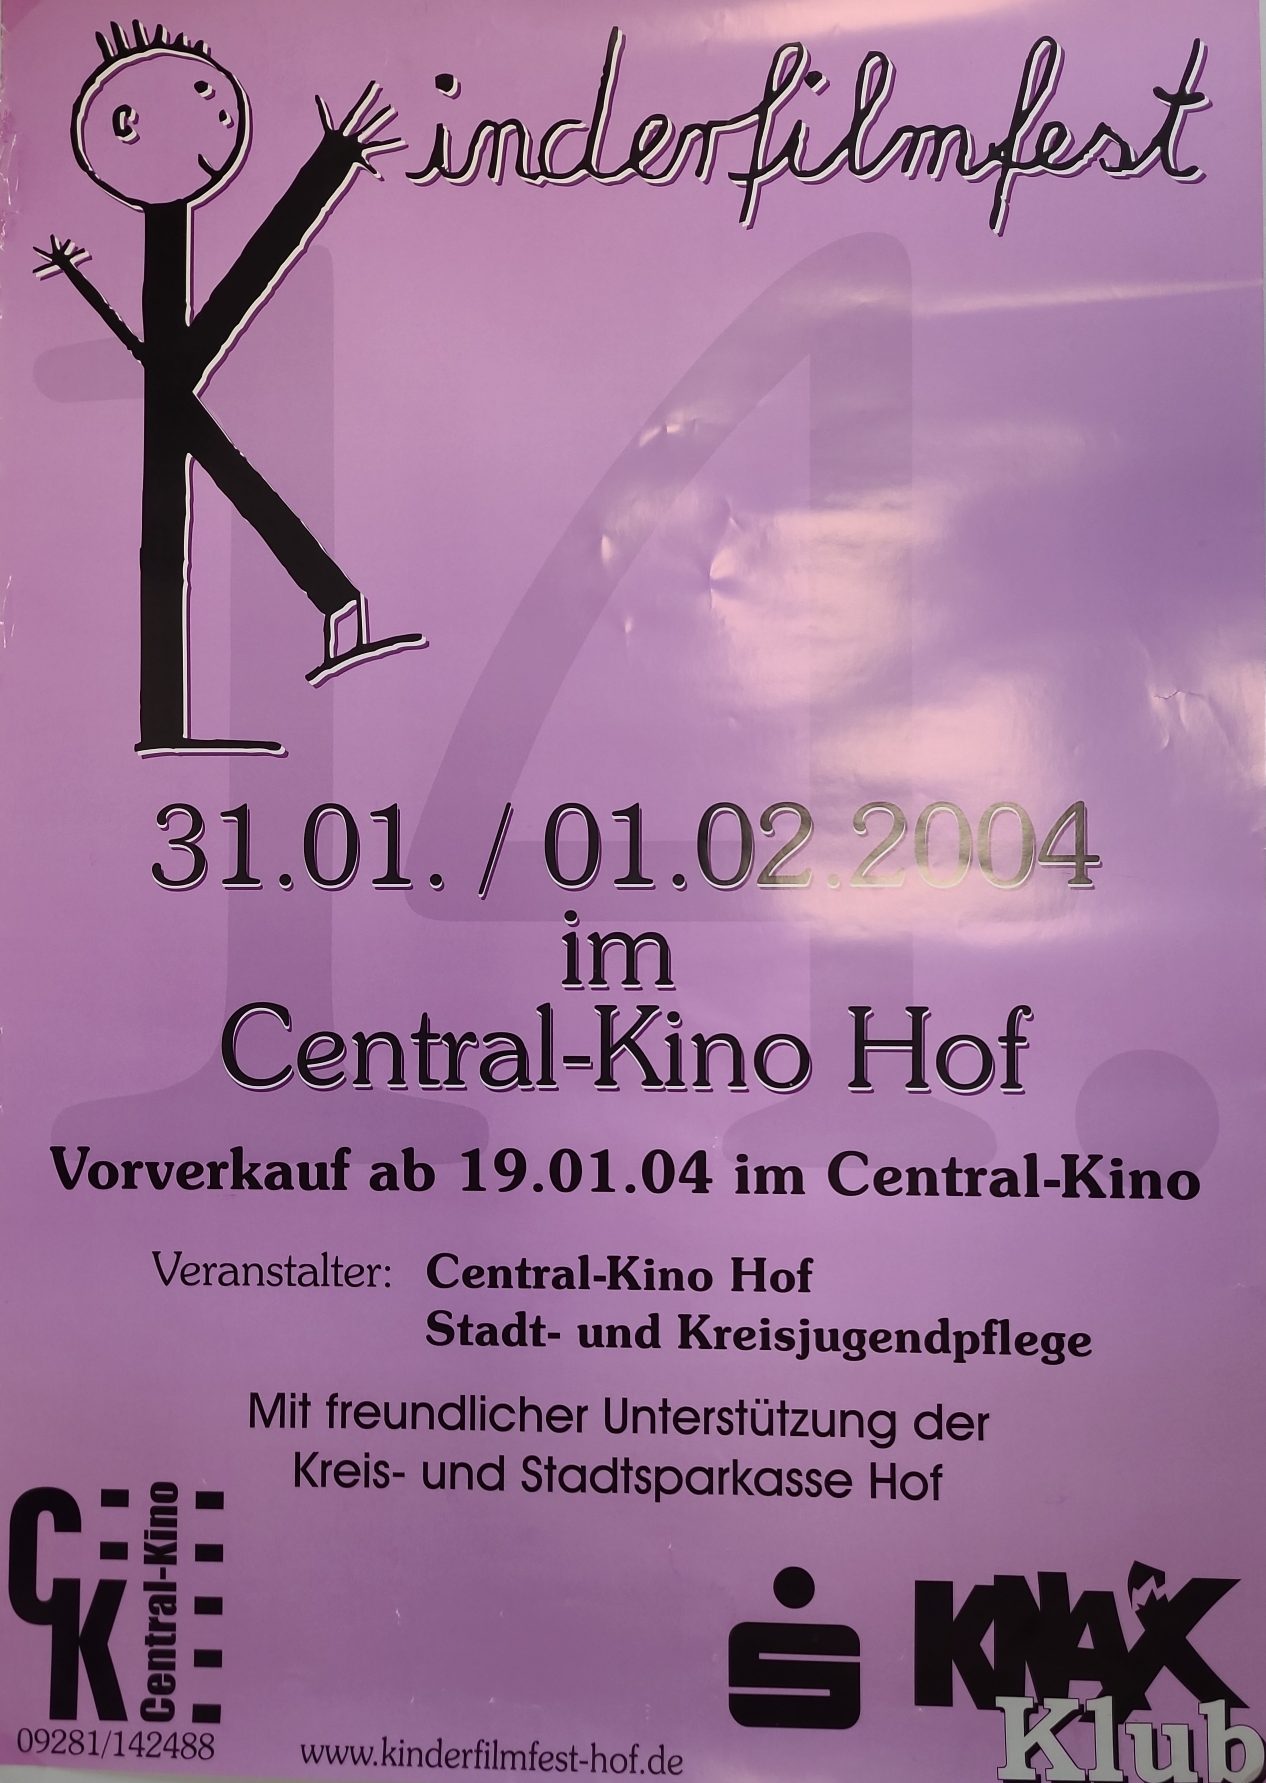 Kinderfilmfest
14.
31.01. / 01.02.2004
im
Central-Kino Hof
Vorverkauf ab 19.01.04 im Central-Kino
Veranstalter: Central-Kino Hof
Stadt- und Kreisjugendpflege
Mit freundlicher Unterstützung der
Kreis- und Stadtsparkasse Hof
CK Central-Kino
09281/142488
www.kinderfilmfest-hof.de
S
KNAX
Klub